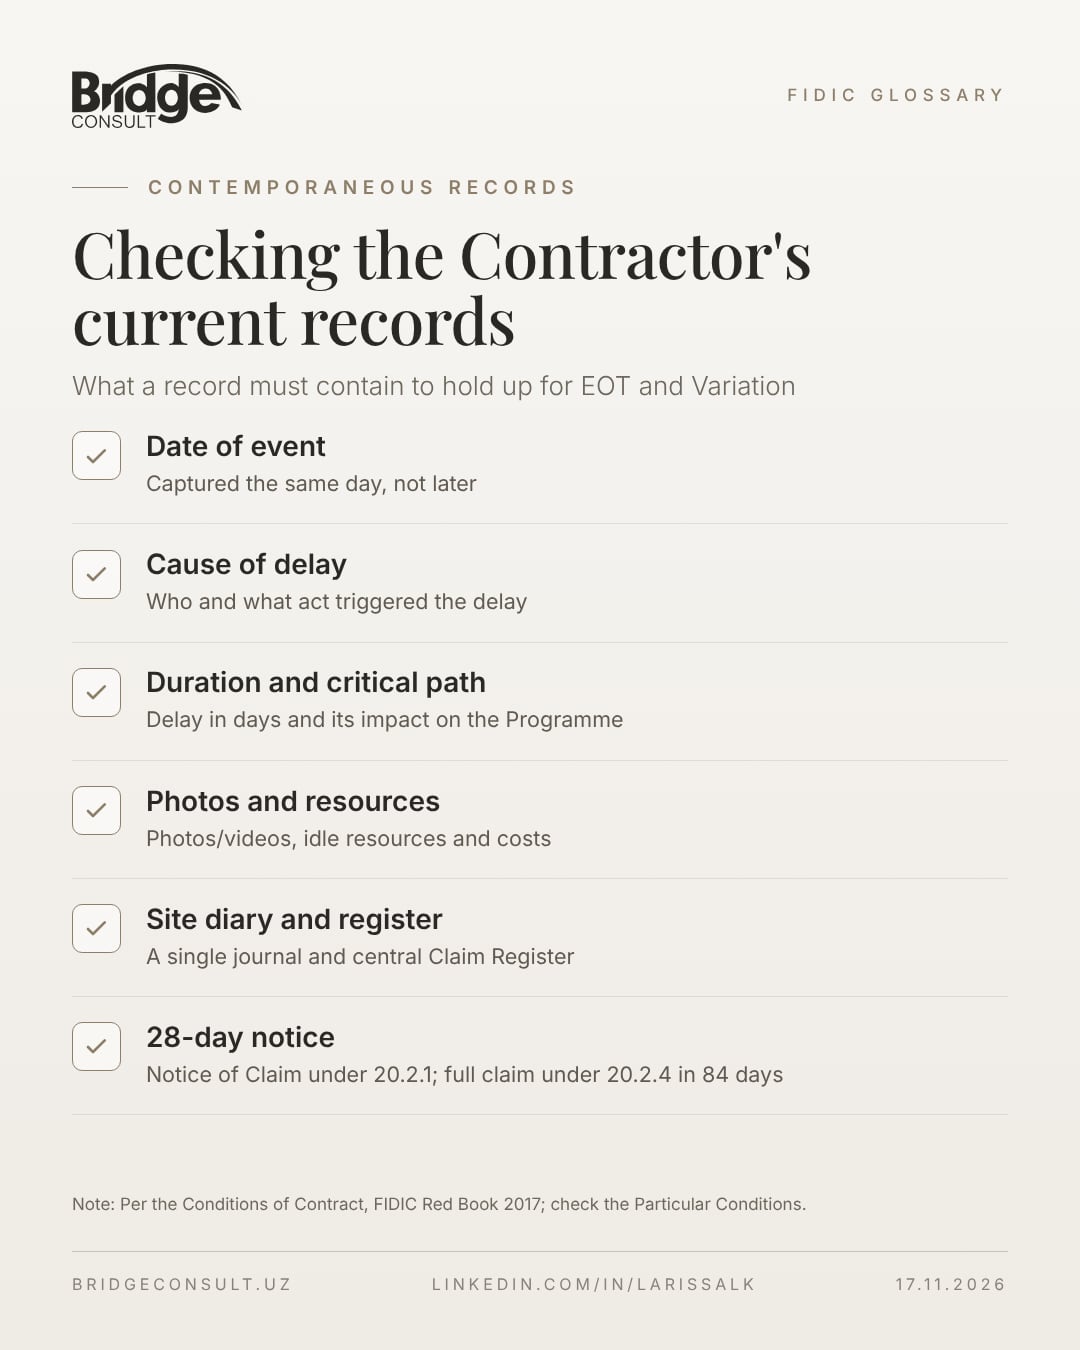 Bridge
CONSULT
FIDIC GLOSSARY
CONTEMPORANEOUS RECORDS
Checking the Contractor's
current records
What a record must contain to hold up for EOT and Variation
Date of event
Captured the same day, not later
Cause of delay
Who and what act triggered the delay
Duration and critical path
Delay in days and its impact on the Programme
Photos and resources
Photos/videos, idle resources and costs
Site diary and register
A single journal and central Claim Register
28-day notice
Notice of Claim under 20.2.1; full claim under 20.2.4 in 84 days
Note: Per the Conditions of Contract, FIDIC Red Book 2017; check the Particular Conditions.
BRIDGECONSULT.UZ
LINKEDIN.COM/IN/LARISSALK
17.11.2026